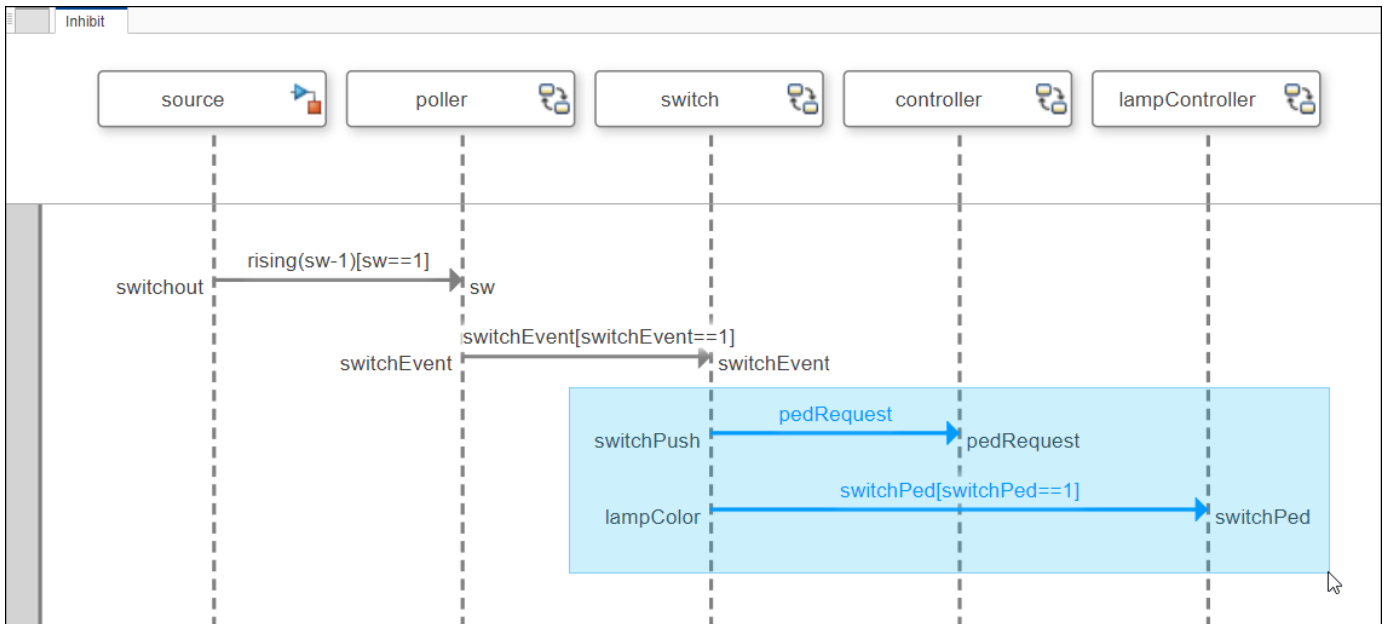 Inhibit
source
poller
switch
controller
lampController
rising(sw-1)[sw==1]
switchout
sw
switchEvent[switchEvent==1]
switchEvent
switchEvent
pedRequest
switchPush
pedRequest
switchPed[switchPed==1]
lampColor
switchPed